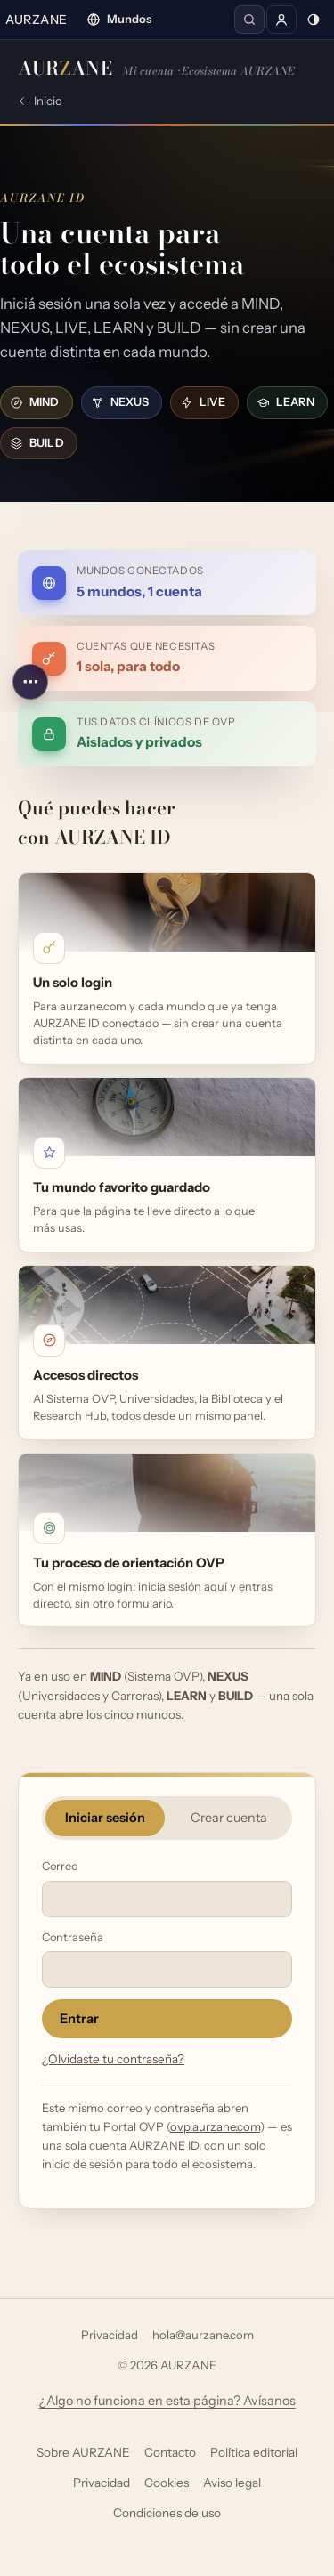 AURZANE Mundos
AURZANE Mi cuenta · Ecosistema AURZANE
← Inicio
AURZANE ID
Una cuenta para
todo el ecosistema
Iniciá sesión una sola vez y accedé a MIND,
NEXUS, LIVE, LEARN y BUILD — sin crear una
cuenta distinta en cada mundo.
MIND NEXUS LIVE LEARN
BUILD
MUNDOS CONECTADOS
5 mundos, 1 cuenta
CUENTAS QUE NECESITAS
1 sola, para todo
TUS DATOS CLÍNICOS DE OVP
Aislados y privados
Qué puedes hacer
con AURZANE ID
Un solo login
Para aurzane.com y cada mundo que ya tenga
AURZANE ID conectado — sin crear una cuenta
distinta en cada uno.
Tu mundo favorito guardado
Para que la página te lleve directo a lo que
más usas.
Accesos directos
Al Sistema OVP, Universidades, la Biblioteca y el
Research Hub, todos desde un mismo panel.
Tu proceso de orientación OVP
Con el mismo login: inicia sesión aquí y entras
directo, sin otro formulario.
Ya en uso en MIND (Sistema OVP), NEXUS
(Universidades y Carreras), LEARN y BUILD — una sola
cuenta abre los cinco mundos.
Iniciar sesión Crear cuenta
Correo
Contraseña
Entrar
¿Olvidaste tu contraseña?
Este mismo correo y contraseña abren
también tu Portal OVP (ovp.aurzane.com) — es
una sola cuenta AURZANE ID, con un solo
inicio de sesión para todo el ecosistema.
Privacidad hola@aurzane.com
© 2026 AURZANE
¿Algo no funciona en esta página? Avísanos
Sobre AURZANE Contacto Política editorial
Privacidad Cookies Aviso legal
Condiciones de uso